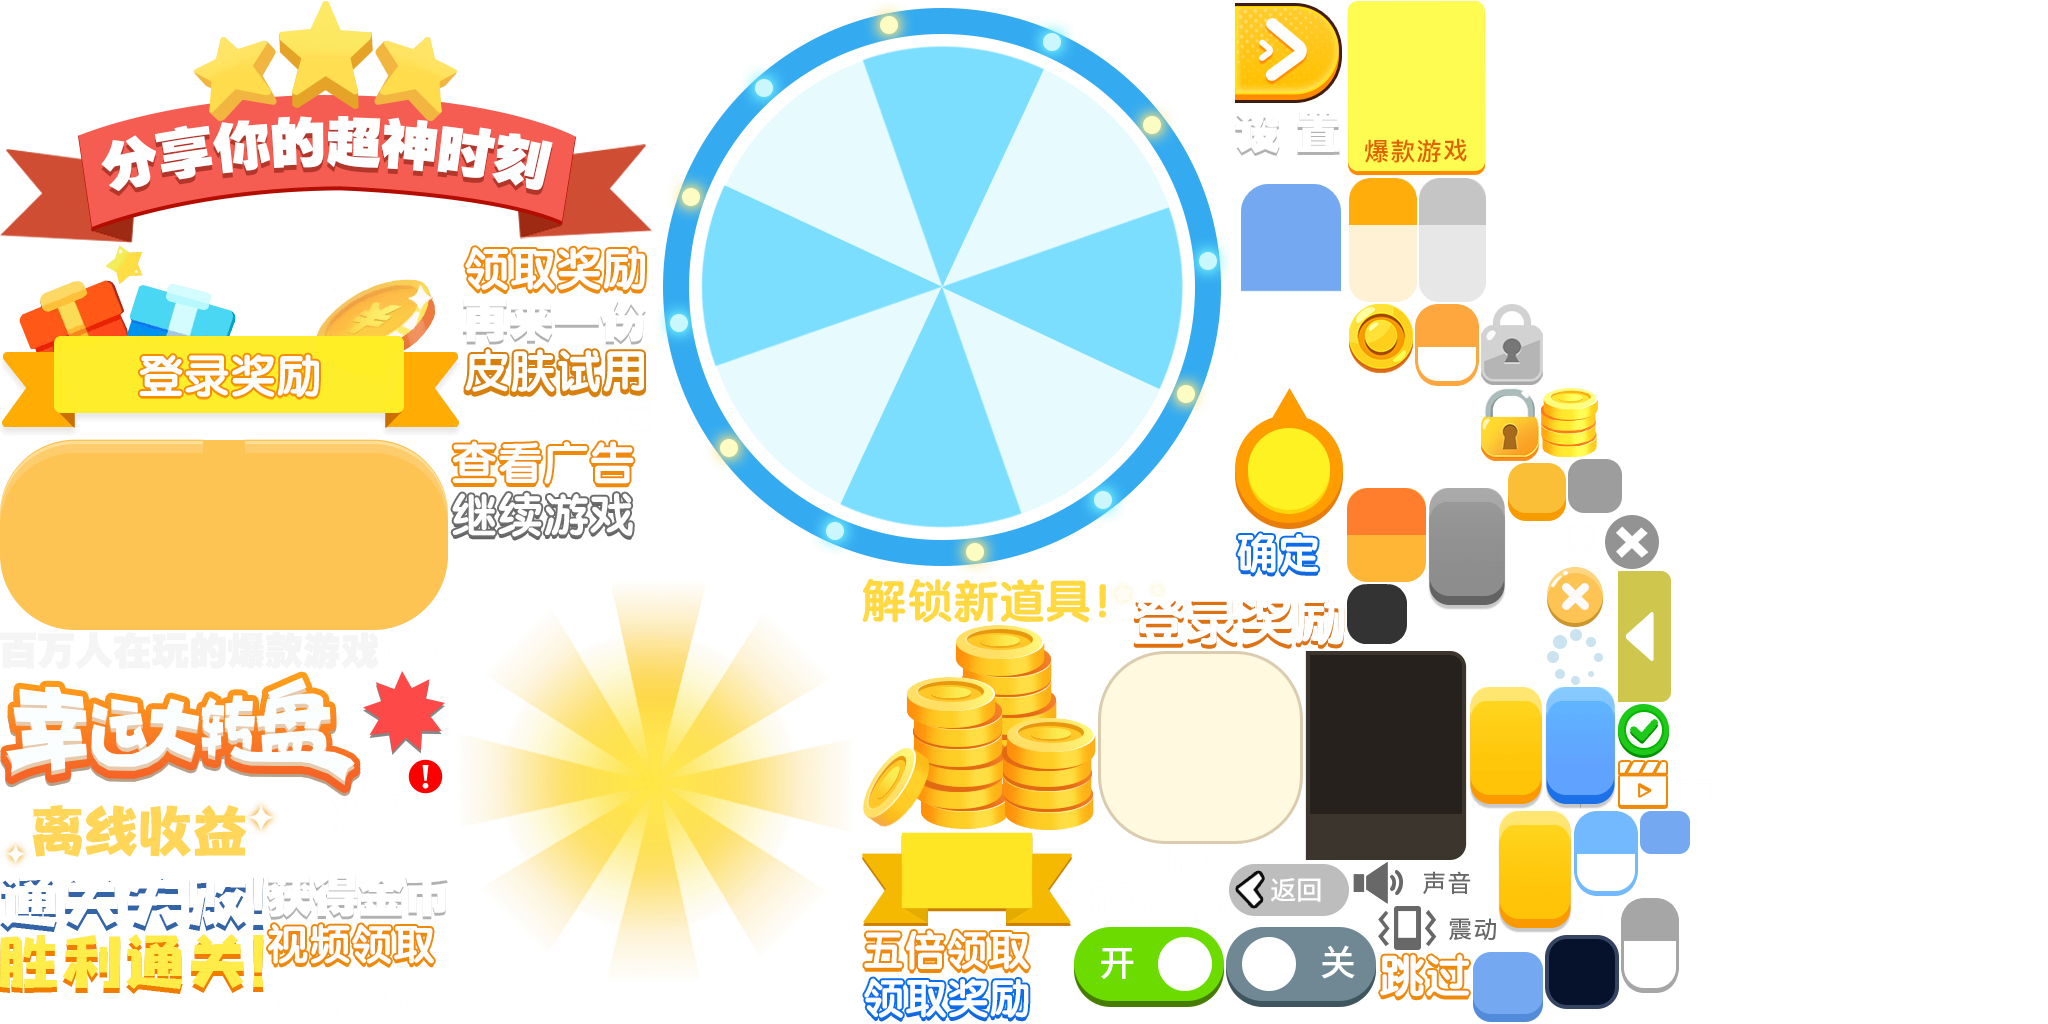 分享你的超神时刻
设置
爆款游戏
领取奖励
再来一份
皮肤试用
登录奖励
查看广告
继续游戏
确定
解锁新道具!
登录奖励
百万人在玩的爆款游戏
幸运大转盘
!
离线收益
通关失败!
获得金币
胜利通关!
视频领取
返回
声音
震动
五倍领取
领取奖励
开
关
跳过